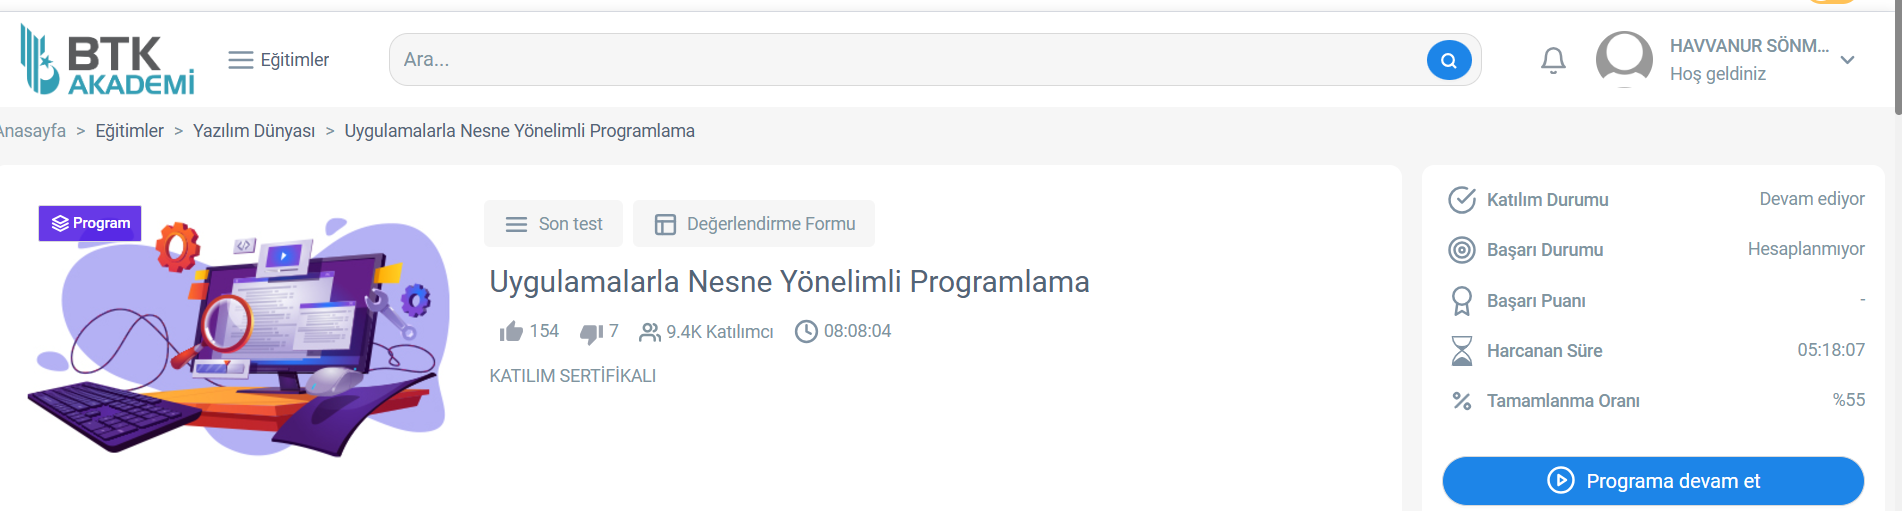 BTK
AKADEMİ
Eğitimler
Ara...
HAVVANUR SÖNM...
Hoş geldiniz
Anasayfa > Eğitimler > Yazılım Dünyası > Uygulamalarla Nesne Yönelimli Programlama
Program
Son test
Değerlendirme Formu
Uygulamalarla Nesne Yönelimli Programlama
154 7 9.4K Katılımcı 08:08:04
KATILIM SERTİFİKALI
Katılım Durumu Devam ediyor
Başarı Durumu Hesaplanmıyor
Başarı Puanı -
Harcanan Süre 05:18:07
Tamamlanma Oranı %55
Programa devam et